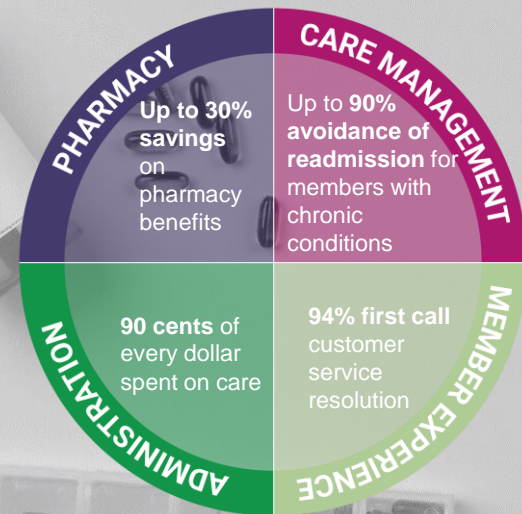 PHARMACY
Up to 30%
savings
on
pharmacy
benefits
CARE MANAGEMENT
Up to 90%
avoidance of
readmission for
members with
chronic
conditions
ADMINISTRATION
90 cents of
every dollar
spent on care
MEMBER EXPERIENCE
94% first call
customer
service
resolution